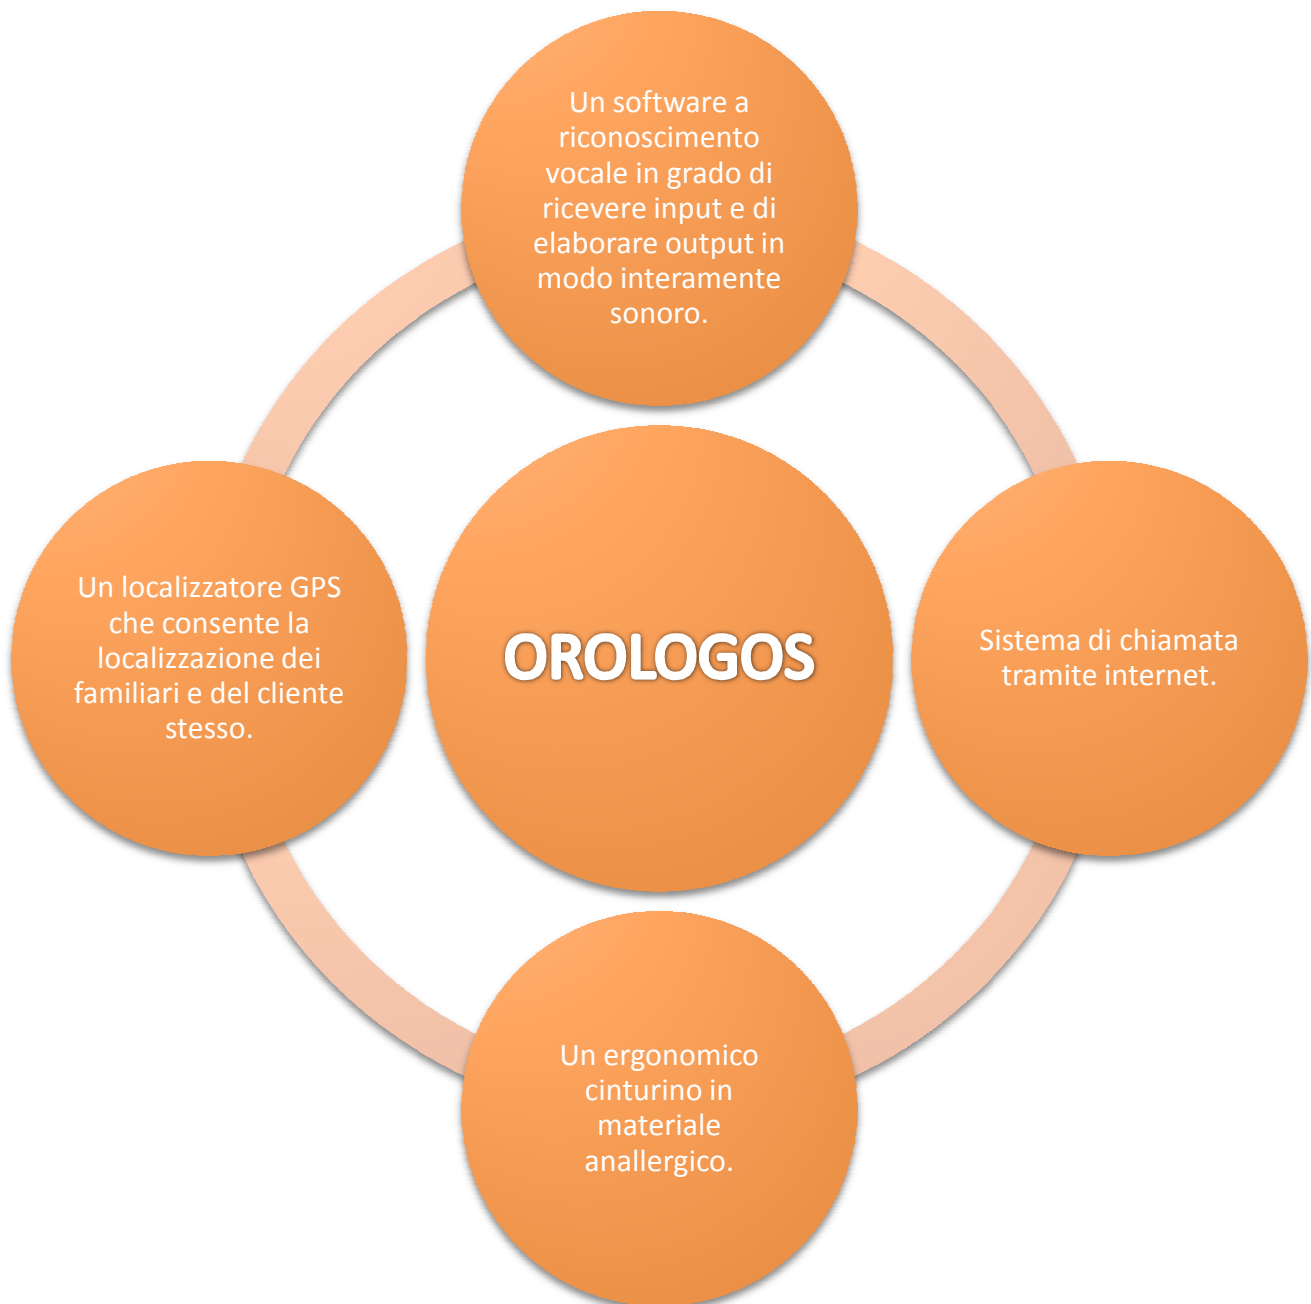 Un software a
riconoscimento
vocale in grado di
ricevere input e di
elaborare output in
modo interamente
sonoro.
Un localizzatore GPS
che consente la
localizzazione dei
familiari e del cliente
stesso.
OROLOGOS
Sistema di chiamata
tramite internet.
Un ergonomico
cinturino in
materiale
anallergico.